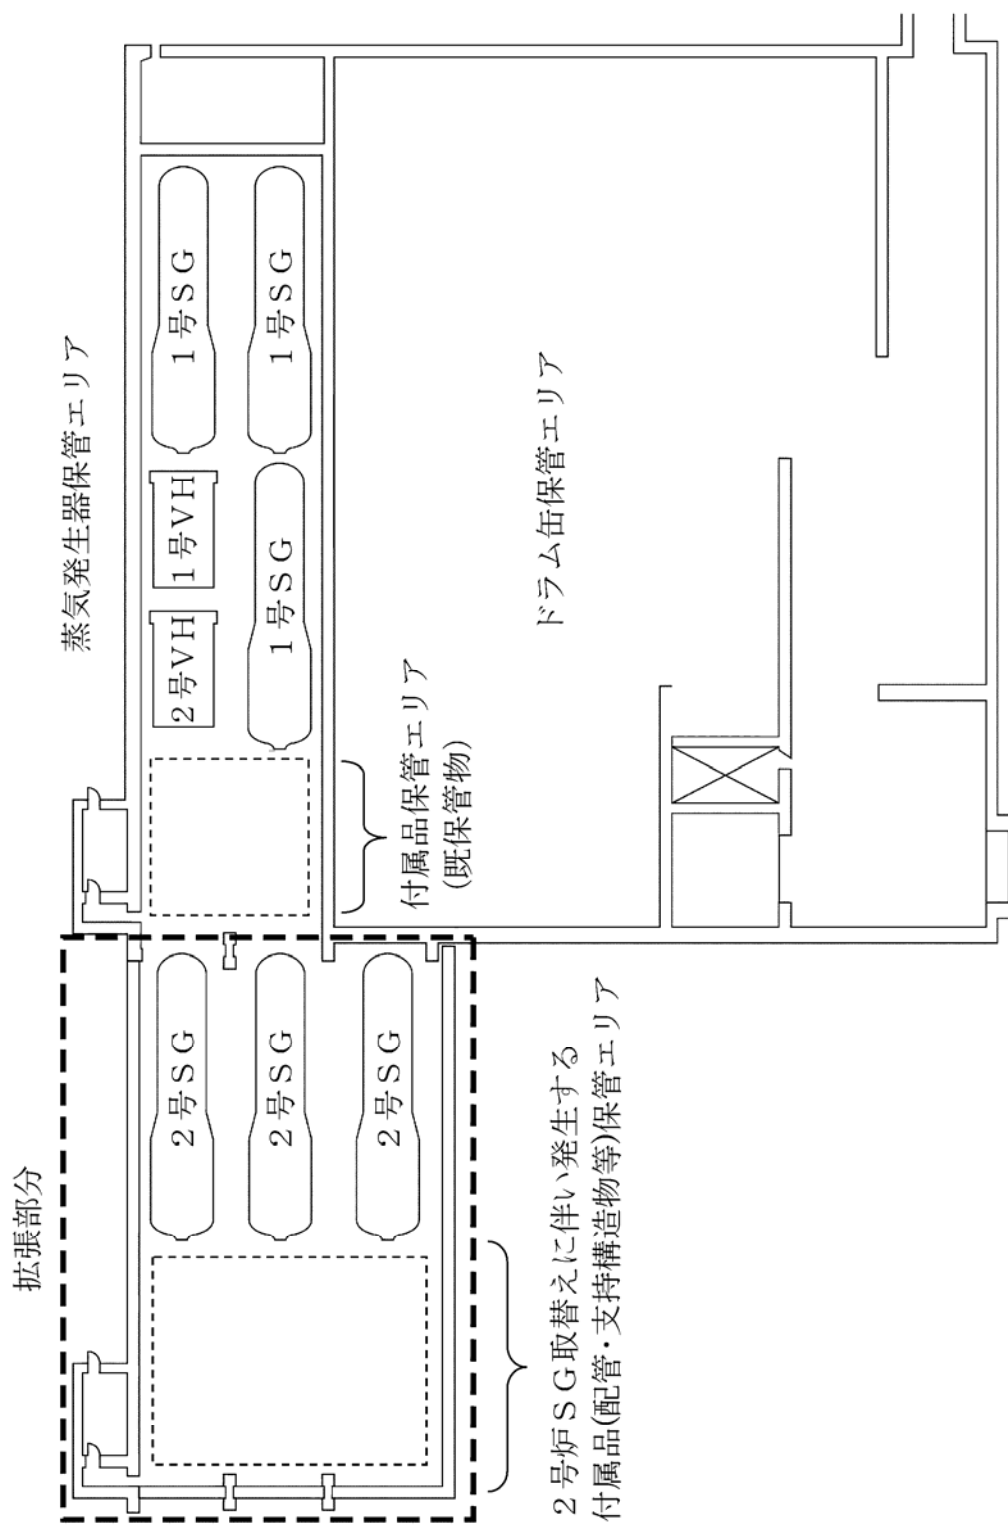 拡張部分
蒸気発生器保管エリア
2号SG
2号VH
1号VH
1号SG
2号SG
1号SG
1号SG
2号SG
付属品保管エリア
(既保管物)
ドラム缶保管エリア
2号炉SG取替えに伴い発生する
付属品(配管・支持構造物等)保管エリア